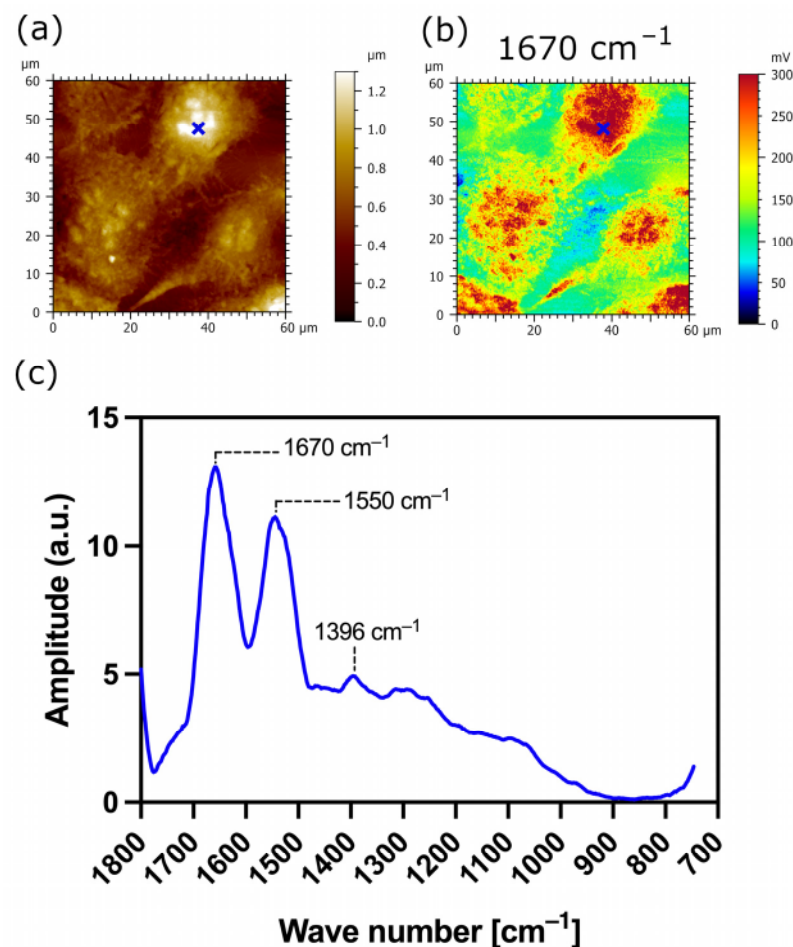 (a)
µm
60
50
40
30
20
10
0
0 20 40 60 µm
µm
1.2
1.0
0.8
0.6
0.4
0.2
0.0
(b) 1670 cm⁻¹
µm
60
50
40
30
20
10
0
0 20 40 60 µm
mV
300
250
200
150
100
50
0
(c)
15
10
5
0
Amplitude (a.u.)
1670 cm⁻¹
1550 cm⁻¹
1396 cm⁻¹
1800 1700 1600 1500 1400 1300 1200 1100 1000 900 800 700
Wave number [cm⁻¹]